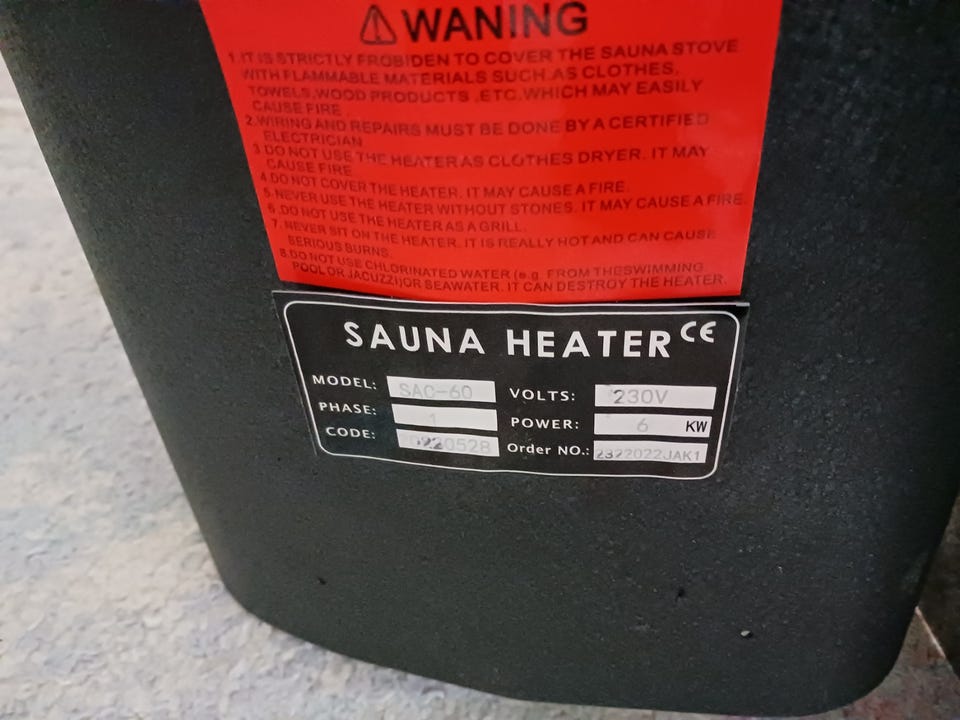 ⚠WANING
1.IT IS STRICTLY FROBIDEN TO COVER THE SAUNA STOVE
WITH FLAMMABLE MATERIALS SUCH AS CLOTHES,
TOWELS,WOOD PRODUCTS ,ETC,WHICH MAY EASILY
CAUSE FIRE .
2.WIRING AND REPAIRS MUST BE DONE BY A CERTIFIED
ELECTRICIAN
3.DO NOT USE THE HEATER AS CLOTHES DRYER. IT MAY
CAUSE FIRE.
4.DO NOT COVER THE HEATER. IT MAY CAUSE A FIRE.
5.NEVER USE THE HEATER WITHOUT STONES. IT MAY CAUSE A FIRE.
6.DO NOT USE THE HEATER AS A GRILL.
7.NEVER SIT ON THE HEATER. IT IS REALLY HOT AND CAN CAUSE
SERIOUS BURNS.
8.DO NOT USE CHLORINATED WATER (e.g. FROM THESWIMMING
POOL OR JACUZZI)OR SEAWATER. IT CAN DESTROY THE HEATER.
SAUNA HEATER CE
MODEL: SAC-60 VOLTS: 230V
PHASE: 1 POWER: 6 KW
CODE: Order NO.: 2322022JAK1